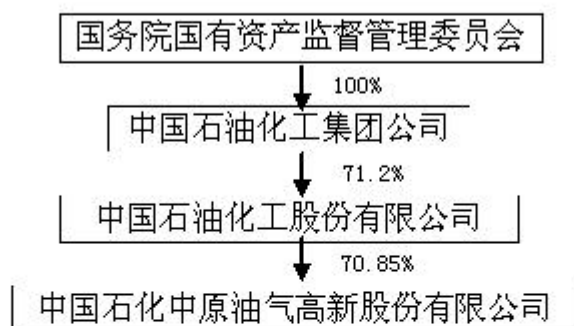 国务院国有资产监督管理委员会
100%
中国石油化工集团公司
71.2%
中国石油化工股份有限公司
70.85%
中国石化中原油气高新股份有限公司